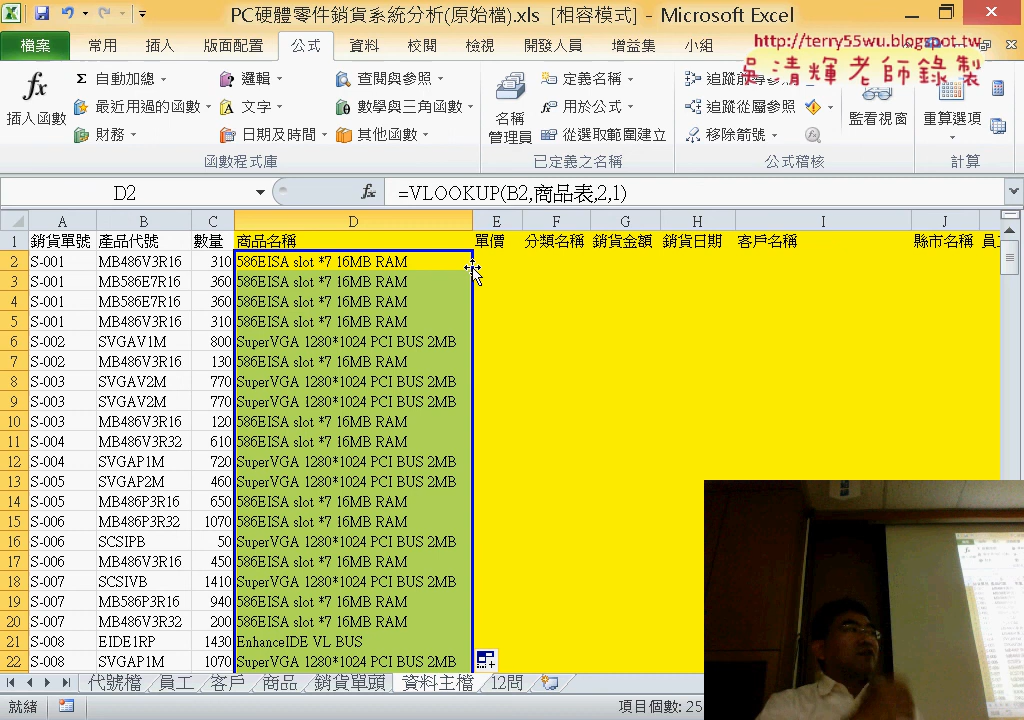 PC硬體零件銷貨系統分析(原始檔).xls [相容模式] - Microsoft Excel
檔案 常用 插入 版面配置 公式 資料 校閱 檢視 開發人員 增益集 小組
http://terry55wu.blogspot.tw
吳清輝老師錄製
Σ 自動加總 邏輯 查閱與參照 定義名稱 追蹤前導參照
最近用過的函數 文字 數學與三角函數 用於公式 追蹤從屬參照
插入函數 財務 日期及時間 其他函數 名稱管理員 從選取範圍建立 移除箭號 監看視窗 重算選項
函數程式庫 已定義之名稱 公式稽核 計算
D2 fx =VLOOKUP(B2,商品表,2,1)
A B C D E F G H I J
1 銷貨單號 產品代號 數量 商品名稱 單價 分類名稱 銷貨金額 銷貨日期 客戶名稱 縣市名稱 員工
2 S-001 MB486V3R16 310 586EISA slot *7 16MB RAM
3 S-001 MB586E7R16 360 586EISA slot *7 16MB RAM
4 S-001 MB586E7R16 360 586EISA slot *7 16MB RAM
5 S-001 MB486V3R16 310 586EISA slot *7 16MB RAM
6 S-002 SVGAV1M 800 SuperVGA 1280*1024 PCI BUS 2MB
7 S-002 MB486V3R16 130 586EISA slot *7 16MB RAM
8 S-003 SVGAV2M 770 SuperVGA 1280*1024 PCI BUS 2MB
9 S-003 SVGAV2M 770 SuperVGA 1280*1024 PCI BUS 2MB
10 S-003 MB486V3R16 120 586EISA slot *7 16MB RAM
11 S-004 MB486V3R32 610 586EISA slot *7 16MB RAM
12 S-004 SVGAP1M 720 SuperVGA 1280*1024 PCI BUS 2MB
13 S-005 SVGAP2M 460 SuperVGA 1280*1024 PCI BUS 2MB
14 S-005 MB486P3R16 650 586EISA slot *7 16MB RAM
15 S-006 MB486P3R32 1070 586EISA slot *7 16MB RAM
16 S-006 SCSIPB 50 SuperVGA 1280*1024 PCI BUS 2MB
17 S-006 MB486V3R16 450 586EISA slot *7 16MB RAM
18 S-007 SCSIVB 1410 SuperVGA 1280*1024 PCI BUS 2MB
19 S-007 MB586P3R16 940 586EISA slot *7 16MB RAM
20 S-007 MB486V3R32 200 586EISA slot *7 16MB RAM
21 S-008 EIDE1RP 1430 EnhanceIDE VL BUS
22 S-008 SVGAP1M 1070 SuperVGA 1280*1024 PCI BUS 2MB
代號檔 員工 客戶 商品 銷貨單頭 資料主檔 12問
就緒 項目個數: 25